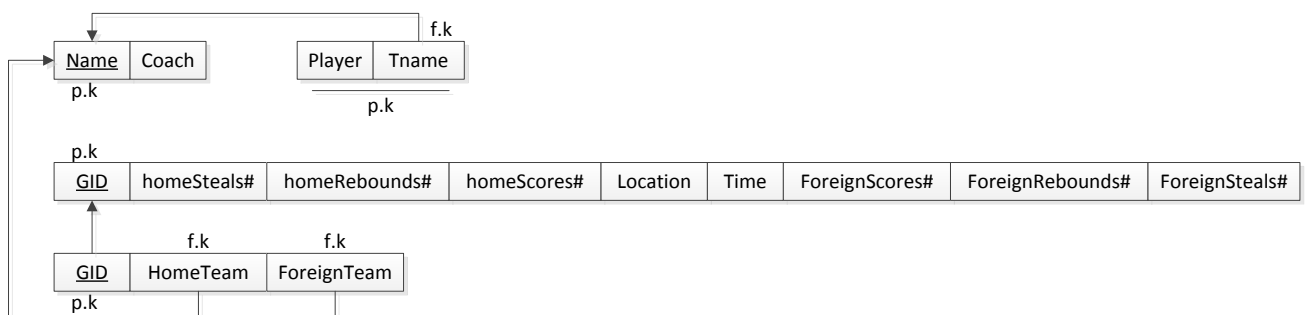 f.k
Name Coach Player Tname
p.k
p.k
p.k
GID homeSteals# homeRebounds# homeScores# Location Time ForeignScores# ForeignRebounds# ForeignSteals#
f.k f.k
GID HomeTeam ForeignTeam
p.k